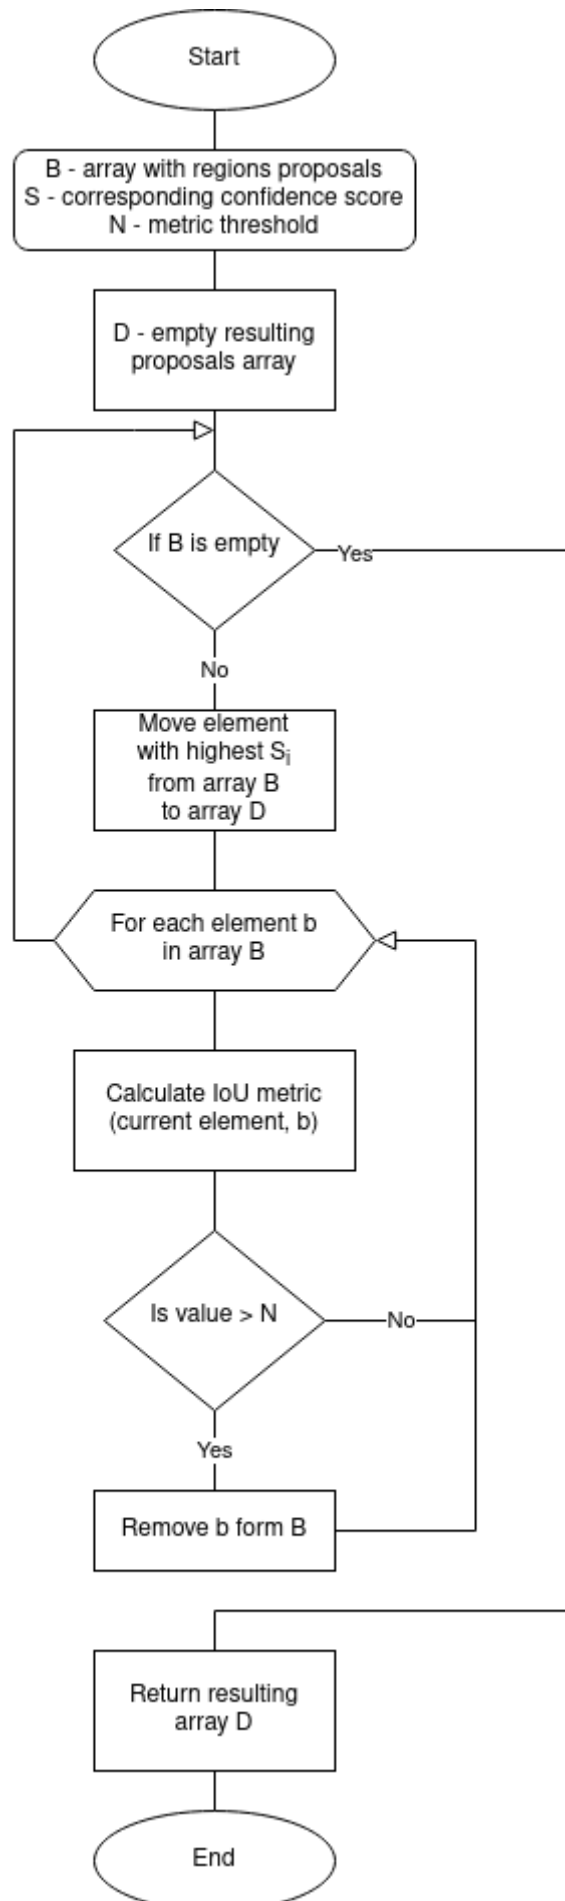 Start
B - array with regions proposals
S - corresponding confidence score
N - metric threshold
D - empty resulting
proposals array
If B is empty
Yes
No
Move element
with highest Si
from array B
to array D
For each element b
in array B
Calculate IoU metric
(current element, b)
Is value > N
No
Yes
Remove b form B
Return resulting
array D
End